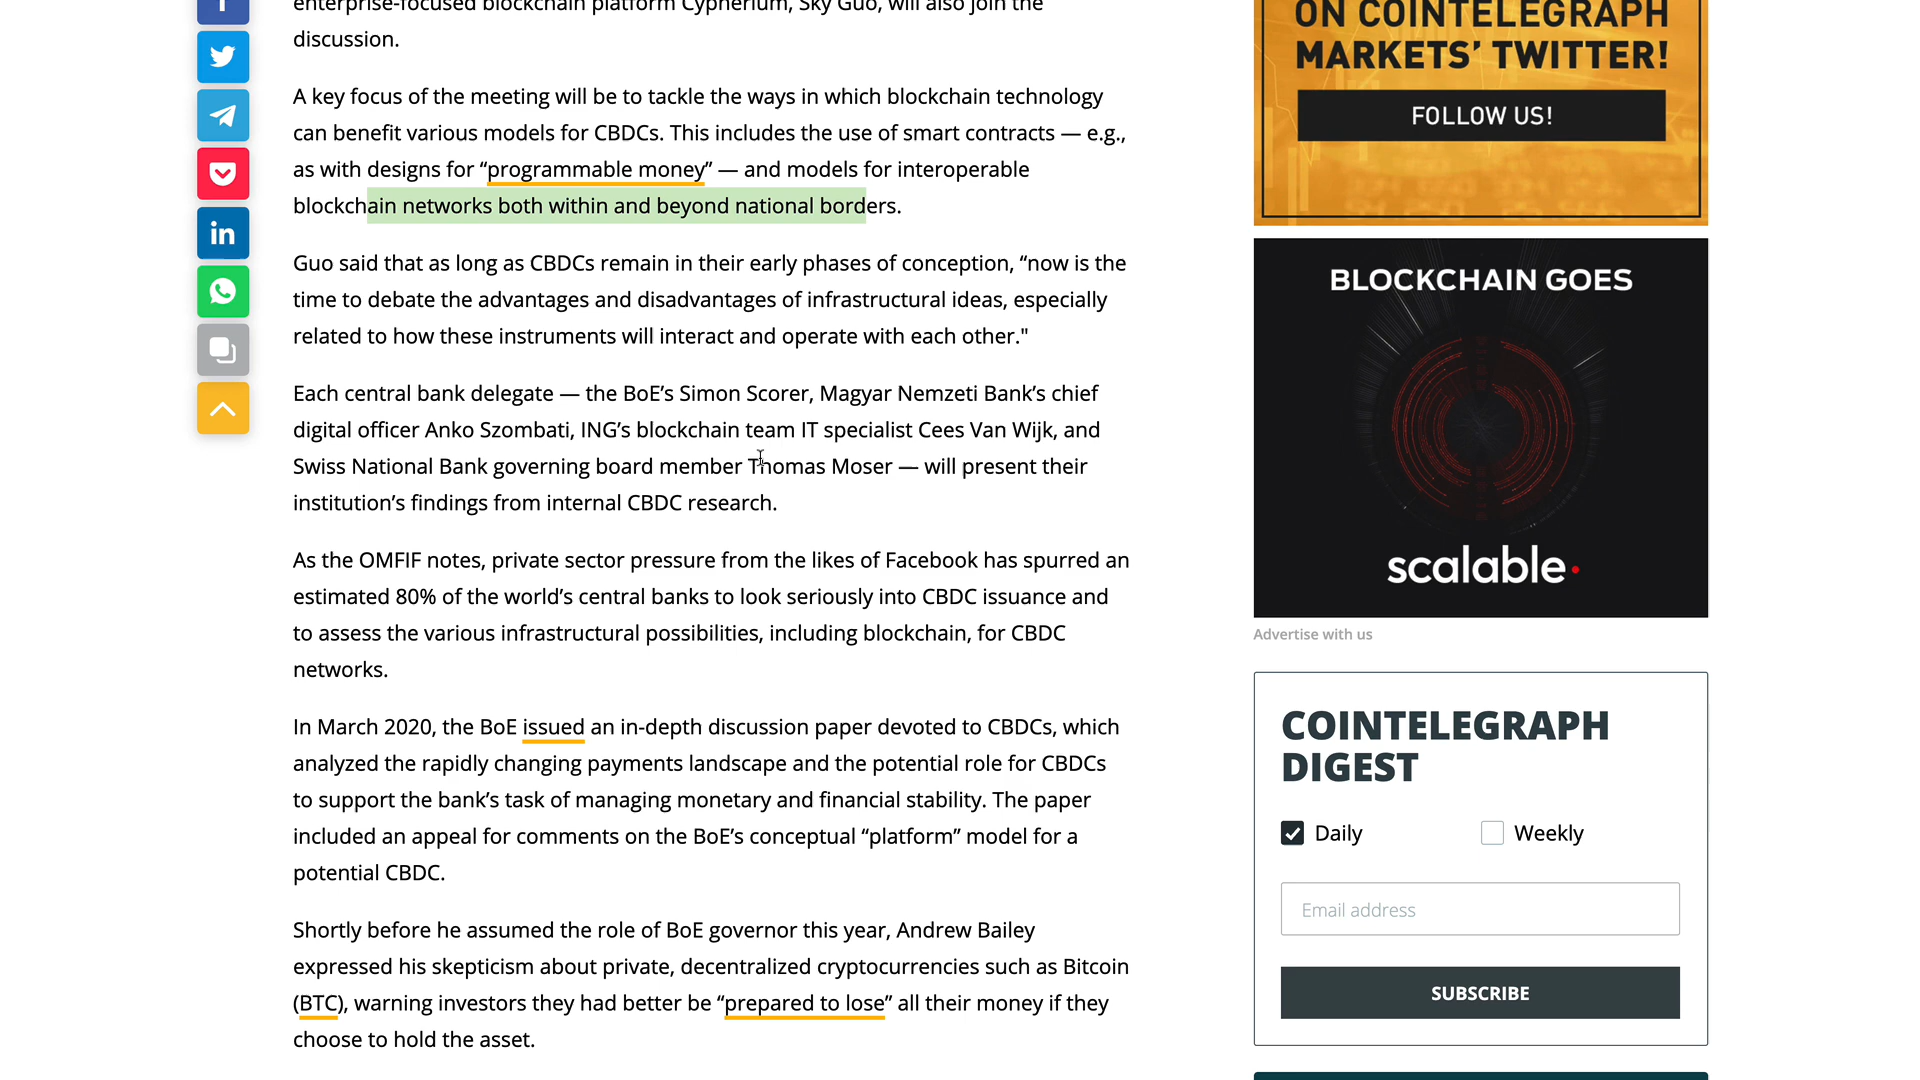 enterprise-focused blockchain platform Cypherium, Sky Guo, will also join the
discussion.
A key focus of the meeting will be to tackle the ways in which blockchain technology
can benefit various models for CBDCs. This includes the use of smart contracts — e.g.,
as with designs for “programmable money” — and models for interoperable
blockchain networks both within and beyond national borders.
Guo said that as long as CBDCs remain in their early phases of conception, “now is the
time to debate the advantages and disadvantages of infrastructural ideas, especially
related to how these instruments will interact and operate with each other."
Each central bank delegate — the BoE’s Simon Scorer, Magyar Nemzeti Bank’s chief
digital officer Anko Szombati, ING’s blockchain team IT specialist Cees Van Wijk, and
Swiss National Bank governing board member Thomas Moser — will present their
institution’s findings from internal CBDC research.
As the OMFIF notes, private sector pressure from the likes of Facebook has spurred an
estimated 80% of the world’s central banks to look seriously into CBDC issuance and
to assess the various infrastructural possibilities, including blockchain, for CBDC
networks.
In March 2020, the BoE issued an in-depth discussion paper devoted to CBDCs, which
analyzed the rapidly changing payments landscape and the potential role for CBDCs
to support the bank’s task of managing monetary and financial stability. The paper
included an appeal for comments on the BoE’s conceptual “platform” model for a
potential CBDC.
Shortly before he assumed the role of BoE governor this year, Andrew Bailey
expressed his skepticism about private, decentralized cryptocurrencies such as Bitcoin
(BTC), warning investors they had better be “prepared to lose” all their money if they
choose to hold the asset.
ON COINTELEGRAPH
MARKETS’ TWITTER!
FOLLOW US!
BLOCKCHAIN GOES
scalable
Advertise with us
COINTELEGRAPH
DIGEST
Daily
Weekly
Email address
SUBSCRIBE